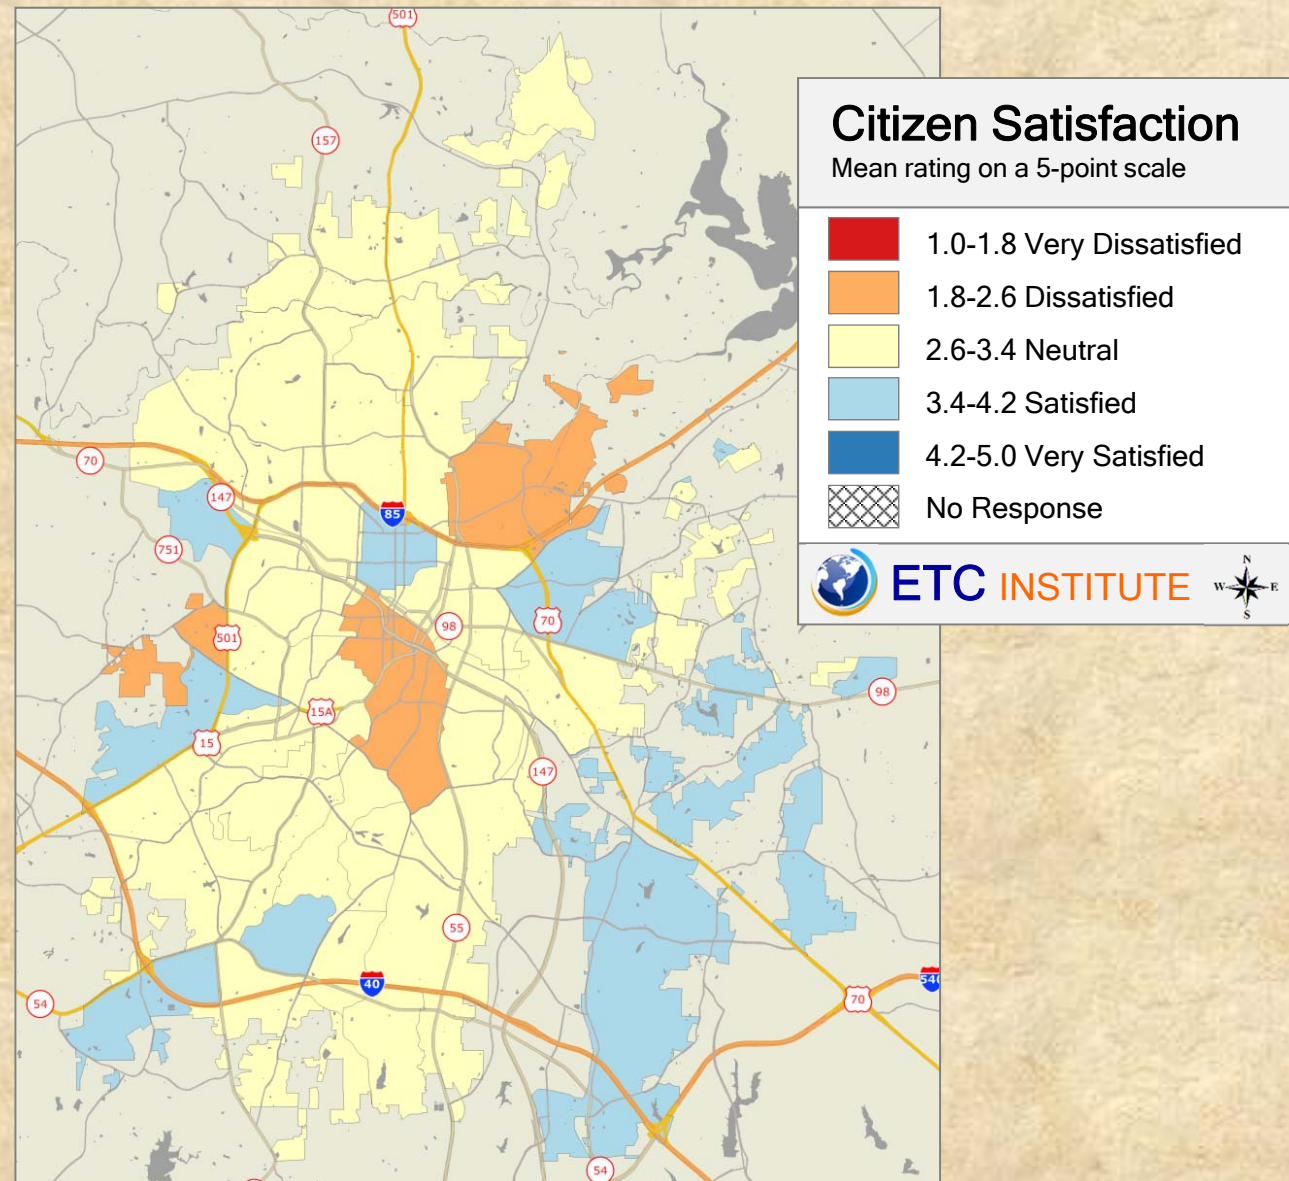 501
157
Citizen Satisfaction
Mean rating on a 5-point scale
1.0-1.8 Very Dissatisfied
1.8-2.6 Dissatisfied
2.6-3.4 Neutral
3.4-4.2 Satisfied
4.2-5.0 Very Satisfied
No Response
ETC INSTITUTE
N
W E
S
70
147
85
751
501
98
70
15A
98
15
147
55
40
54
70
540
54